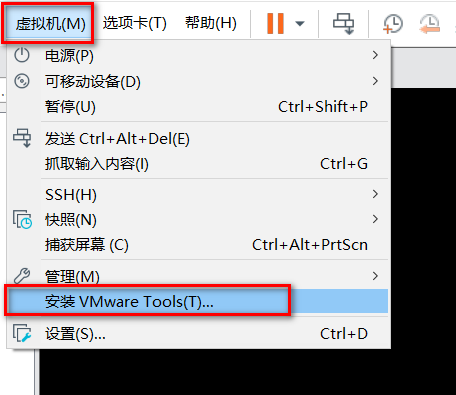 虚拟机(M) 选项卡(T) 帮助(H)
电源(P)
可移动设备(D)
暂停(U) Ctrl+Shift+P
发送 Ctrl+Alt+Del(E)
抓取输入内容(I) Ctrl+G
SSH(H)
快照(N)
捕获屏幕 (C) Ctrl+Alt+PrtScn
管理(M)
安装 VMware Tools(T)...
设置(S)... Ctrl+D